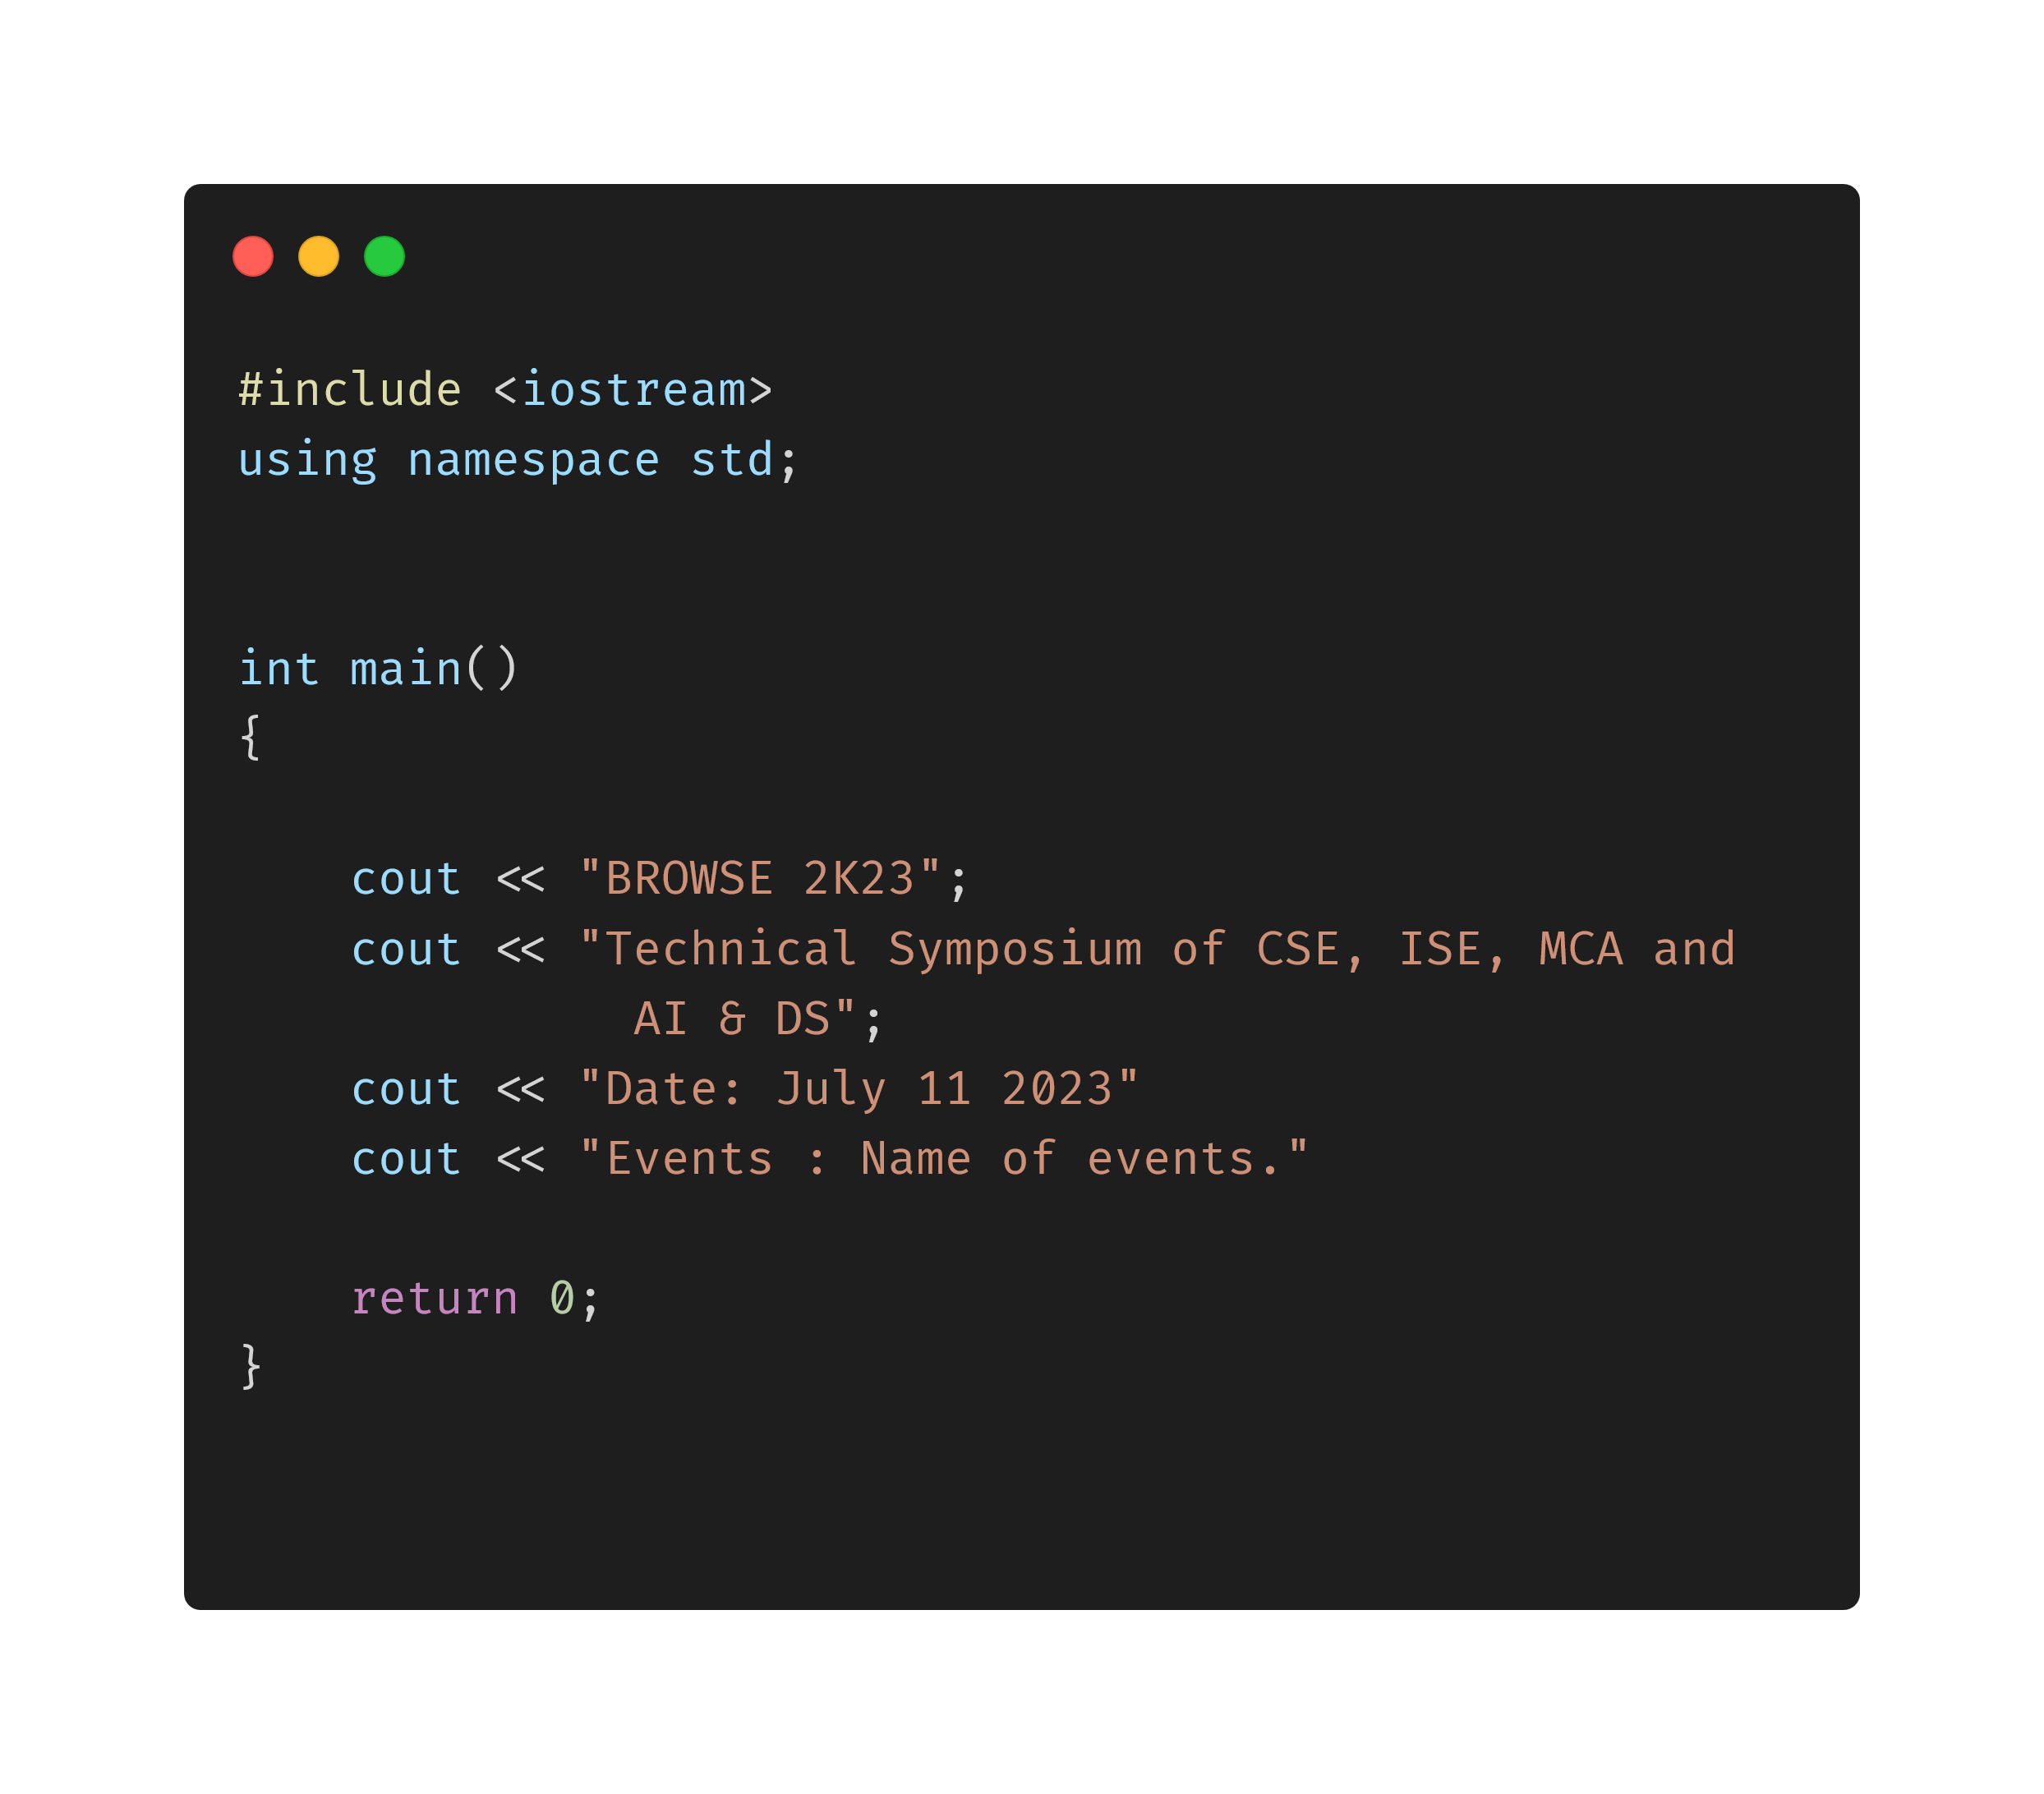 #include <iostream>
using namespace std;
int main()
{
cout << "BROWSE 2K23";
cout << "Technical Symposium of CSE, ISE, MCA and
AI & DS";
cout << "Date: July 11 2023"
cout << "Events : Name of events."
return 0;
}